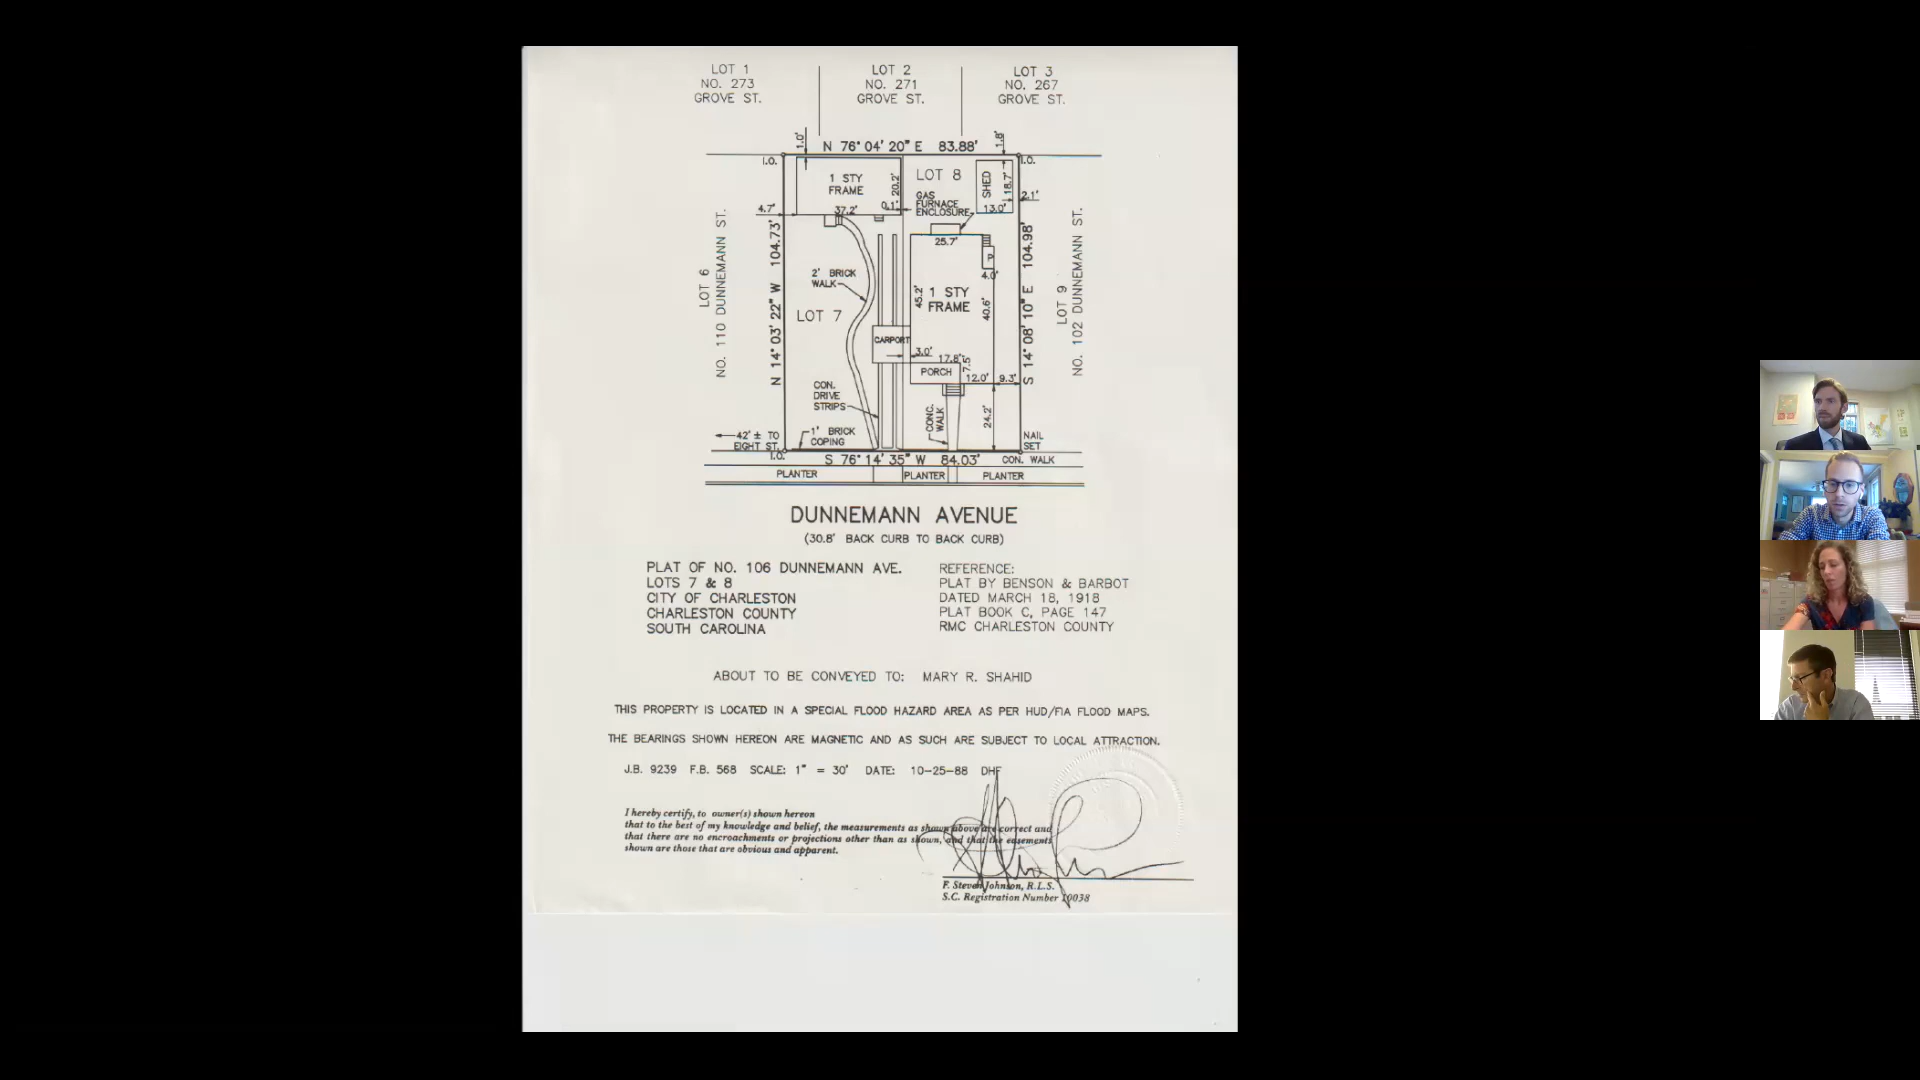 LOT 1
NO. 273
GROVE ST.
LOT 2
NO. 271
GROVE ST.
LOT 3
NO. 267
GROVE ST.
1.0'
N 76° 04' 20" E 83.88'
1.8'
I.O.
I.O.
1 STY
FRAME
20.2'
LOT 8
SHED
18.7'
2.1'
GAS
FURNACE
ENCLOSURE
13.0'
4.7'
37.2'
0.1'
25.7'
P
4.0'
LOT 6
NO. 110 DUNNEMANN ST.
N 14° 03' 22" W 104.73'
2' BRICK
WALK
LOT 7
45.2'
1 STY
FRAME
40.6'
S 14° 08' 10" E 104.98'
LOT 9
NO. 102 DUNNEMANN ST.
CARPORT
3.0'
17.8'
7.5'
PORCH
12.0'
9.3'
CON.
DRIVE
STRIPS
CONC.
WALK
24.2'
42' ± TO
EIGHT ST.
1' BRICK
COPING
NAIL
SET
I.O.
S 76° 14' 35" W 84.03'
CON. WALK
PLANTER
PLANTER
PLANTER
DUNNEMANN AVENUE
(30.8' BACK CURB TO BACK CURB)
PLAT OF NO. 106 DUNNEMANN AVE.
LOTS 7 & 8
CITY OF CHARLESTON
CHARLESTON COUNTY
SOUTH CAROLINA
REFERENCE:
PLAT BY BENSON & BARBOT
DATED MARCH 18, 1918
PLAT BOOK C, PAGE 147
RMC CHARLESTON COUNTY
ABOUT TO BE CONVEYED TO: MARY R. SHAHID
THIS PROPERTY IS LOCATED IN A SPECIAL FLOOD HAZARD AREA AS PER HUD/FIA FLOOD MAPS.
THE BEARINGS SHOWN HEREON ARE MAGNETIC AND AS SUCH ARE SUBJECT TO LOCAL ATTRACTION.
J.B. 9239 F.B. 568 SCALE: 1" = 30' DATE: 10-25-88 DHF
I hereby certify, to owner(s) shown hereon
that to the best of my knowledge and belief, the measurements as shown above are correct and
that there are no encroachments or projections other than as shown, and that the easements
shown are those that are obvious and apparent.
F. Steven Johnson, R.L.S.
S.C. Registration Number 10038